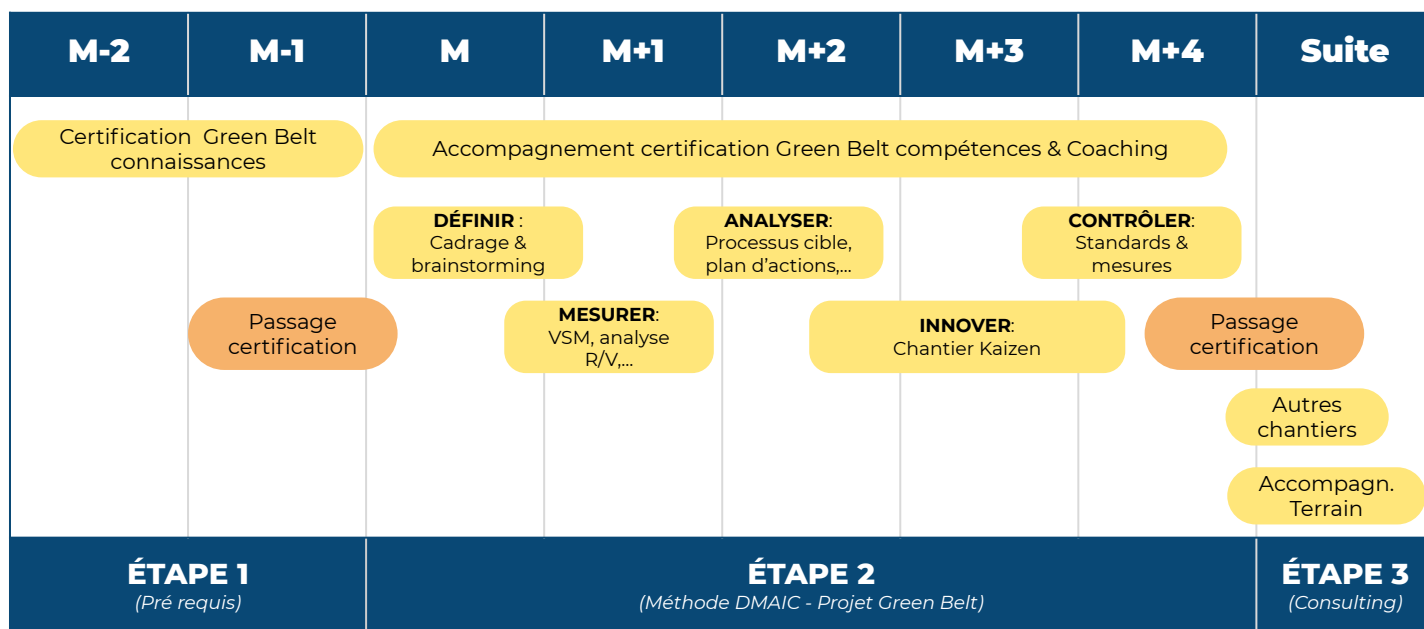 M-2
M-1
M
M+1
M+2
M+3
M+4
Suite
Certification Green Belt
connaissances
Accompagnement certification Green Belt compétences & Coaching
DÉFINIR :
Cadrage &
brainstorming
ANALYSER:
Processus cible,
plan d'actions,...
CONTRÔLER:
Standards &
mesures
Passage
certification
MESURER:
VSM, analyse
R/V,...
INNOVER:
Chantier Kaizen
Passage
certification
Autres
chantiers
Accompagn.
Terrain
ÉTAPE 1
(Pré requis)
ÉTAPE 2
(Méthode DMAIC - Projet Green Belt)
ÉTAPE 3
(Consulting)